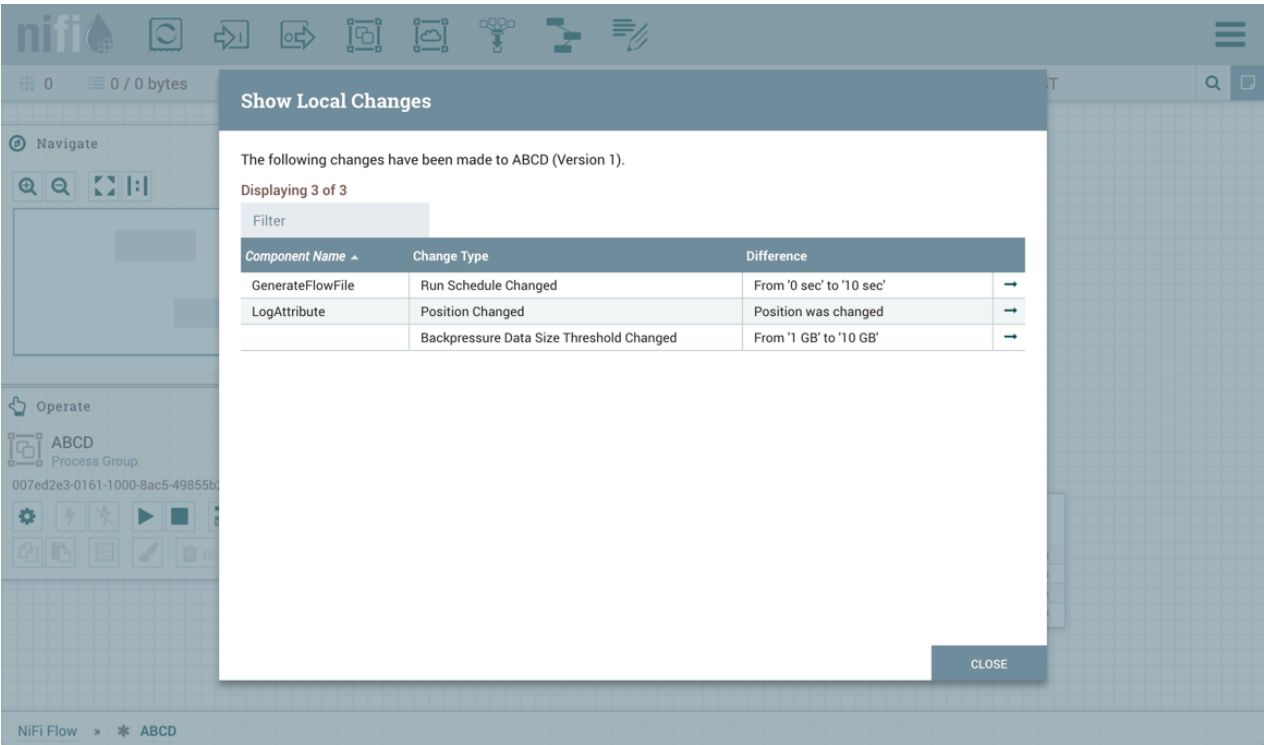 nifi
0
0 / 0 bytes
ST
Show Local Changes
Navigate
The following changes have been made to ABCD (Version 1).
Displaying 3 of 3
Filter
Component Name Change Type Difference
GenerateFlowFile Run Schedule Changed From '0 sec' to '10 sec'
LogAttribute Position Changed Position was changed
Backpressure Data Size Threshold Changed From '1 GB' to '10 GB'
Operate
ABCD
Process Group
007ed2e3-0161-1000-8ac5-49855b
DE
CLOSE
NiFi Flow » ABCD